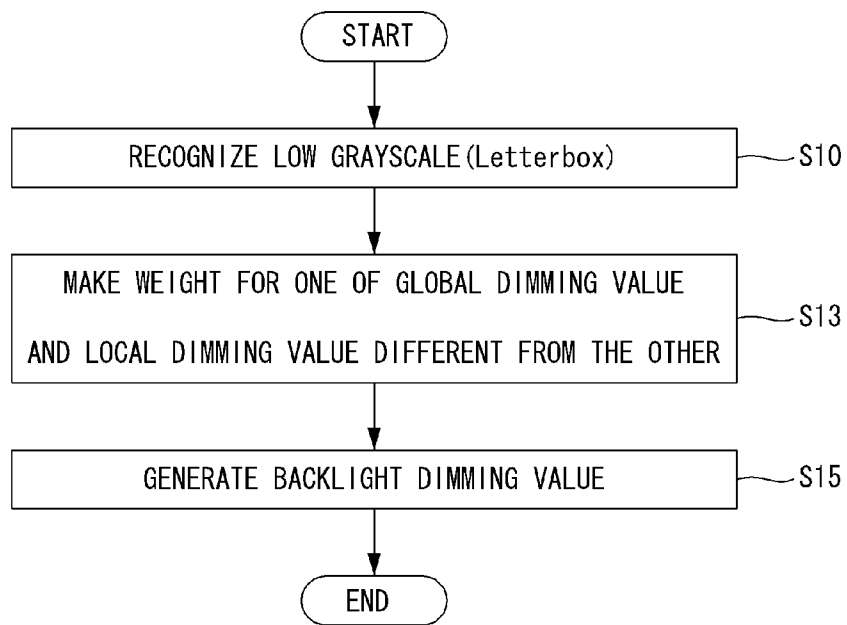 START
RECOGNIZE LOW GRAYSCALE(Letterbox)
S10
MAKE WEIGHT FOR ONE OF GLOBAL DIMMING VALUE
AND LOCAL DIMMING VALUE DIFFERENT FROM THE OTHER
S13
GENERATE BACKLIGHT DIMMING VALUE
S15
END